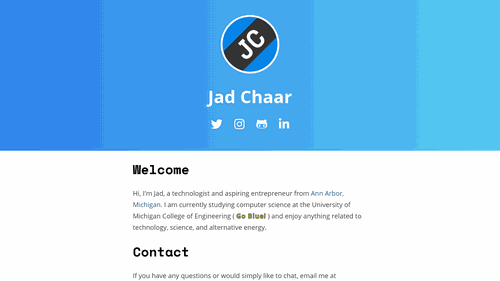 JC
Jad Chaar
Welcome
Hi, I'm Jad, a technologist and aspiring entrepreneur from Ann Arbor,
Michigan. I am currently studying computer science at the University of
Michigan College of Engineering ( Go Blue! ) and enjoy anything related to
technology, science, and alternative energy.
Contact
If you have any questions or would simply like to chat, email me at